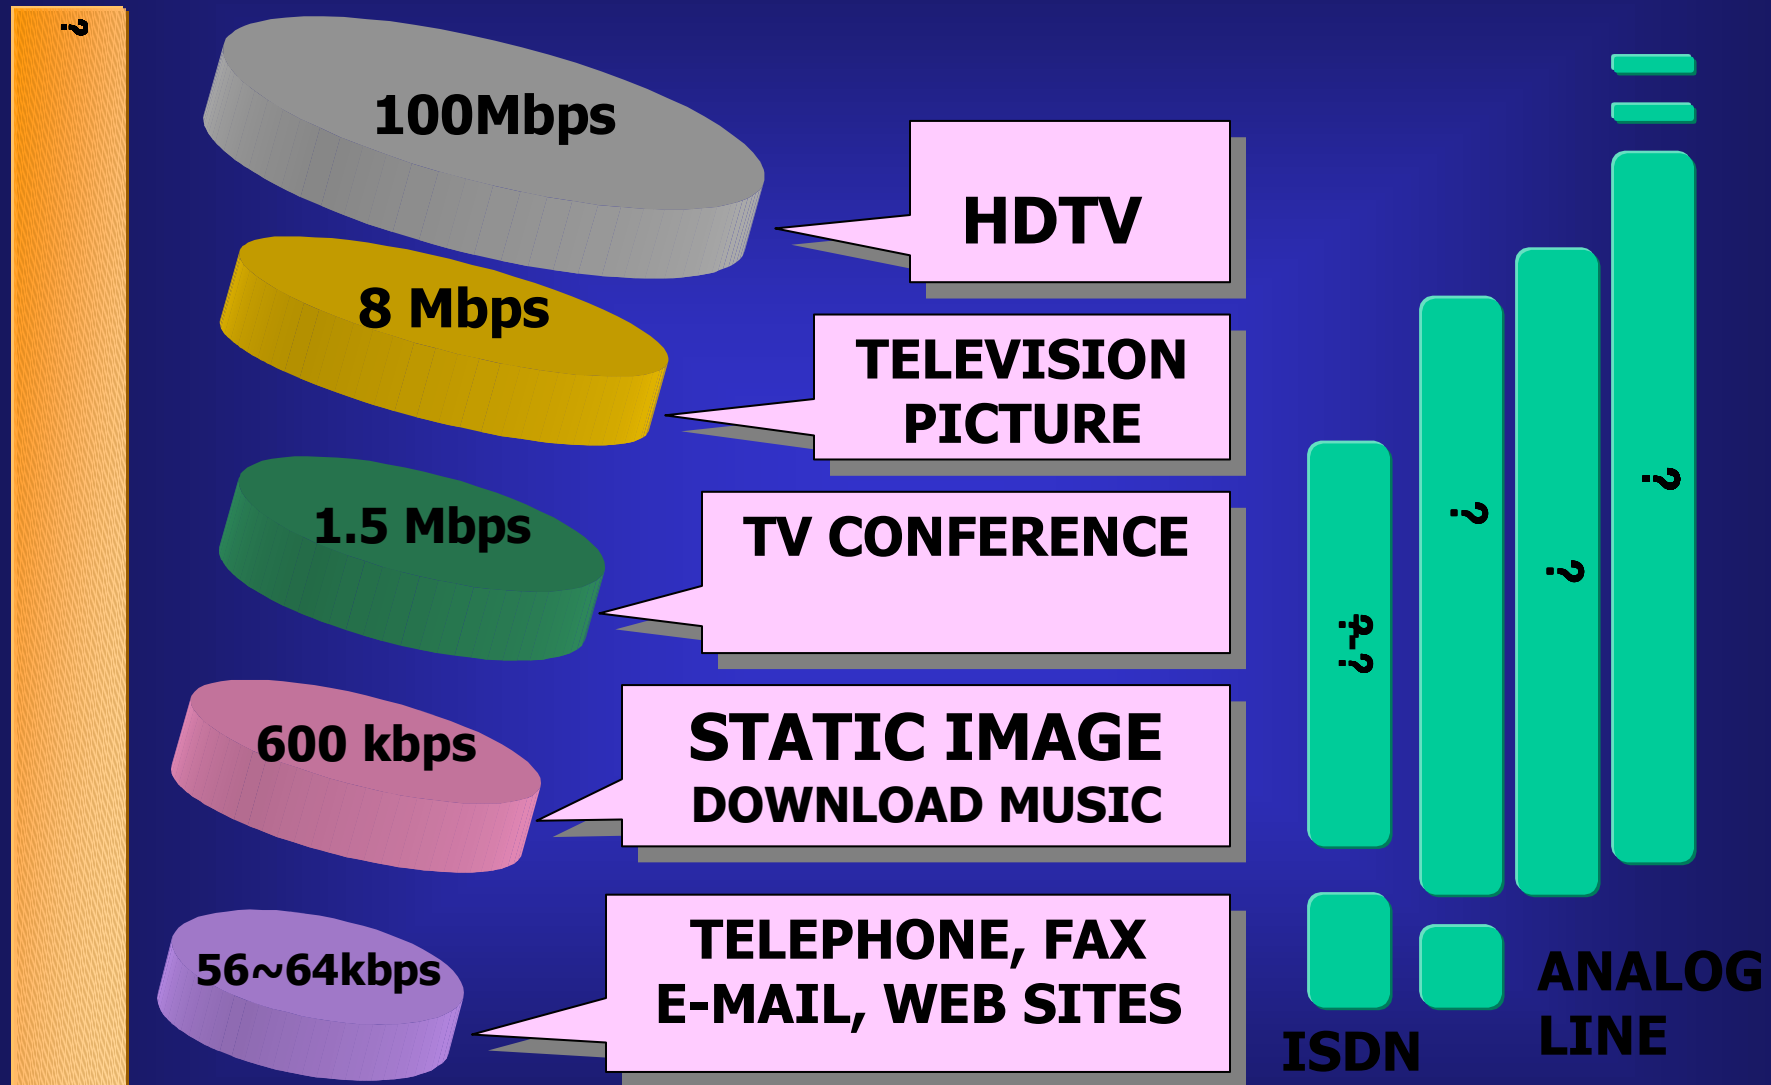 ?
100Mbps
HDTV
8 Mbps
TELEVISION
PICTURE
1.5 Mbps
TV CONFERENCE
600 kbps
STATIC IMAGE
DOWNLOAD MUSIC
56~64kbps
TELEPHONE, FAX
E-MAIL, WEB SITES
?
?
?
ISDN
ANALOG
LINE